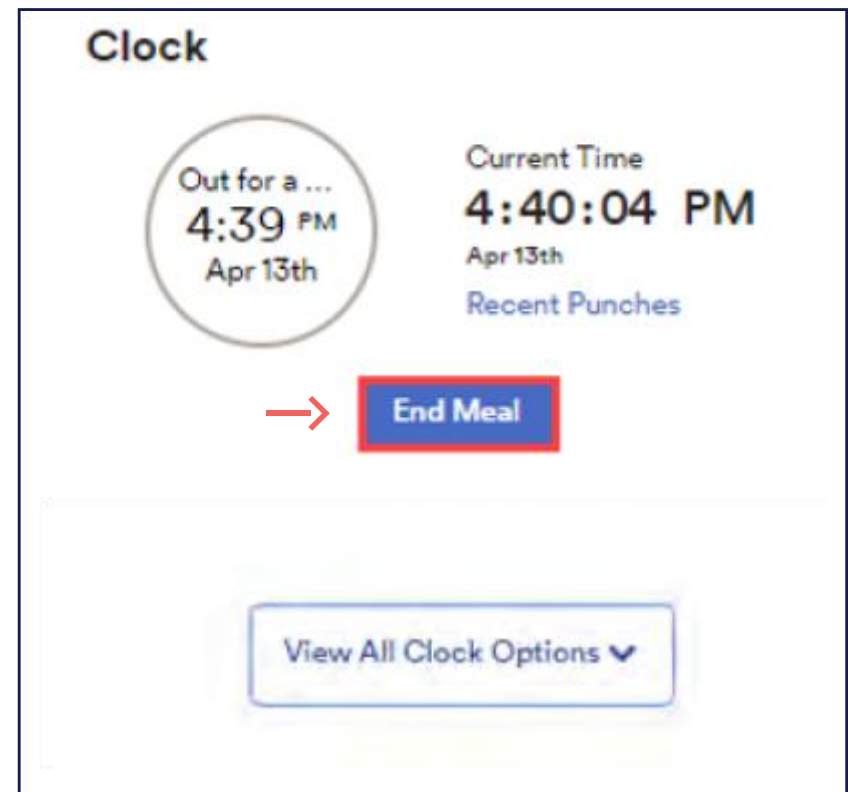 Clock
Out for a ...
4:39 PM
Apr 13th
Current Time
4:40:04 PM
Apr 13th
Recent Punches
End Meal
View All Clock Options